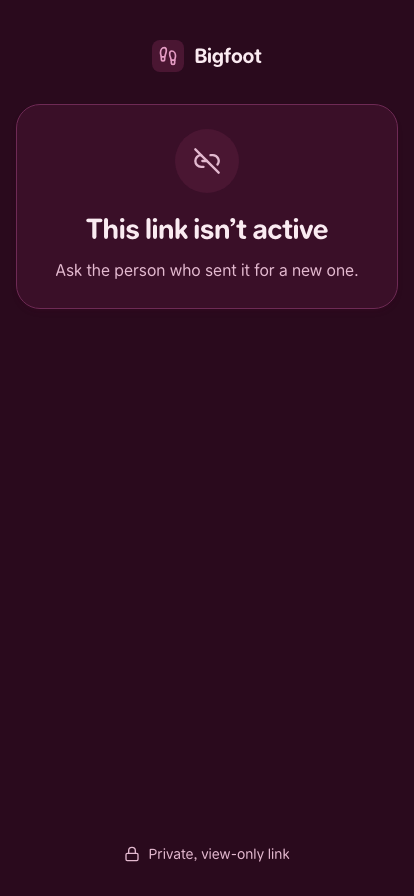 Bigfoot
This link isn’t active
Ask the person who sent it for a new one.
Private, view-only link